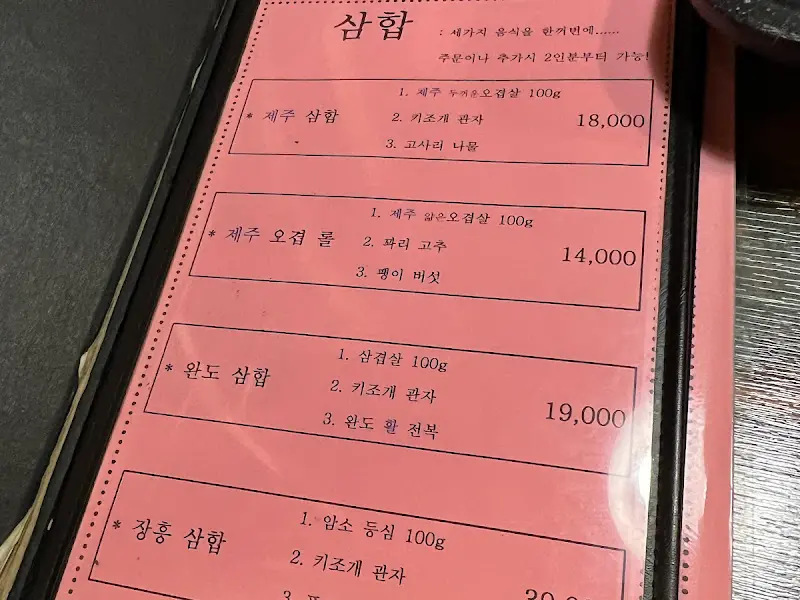 삼합 : 세가지 음식을 한꺼번에......
주문이나 추가시 2인분부터 가능!
1. 제주 두꺼운오겹살 100g
* 제주 삼합 2. 키조개 관자 18,000
3. 고사리 나물
1. 제주 얇은오겹살 100g
* 제주 오겹 롤 2. 꽈리 고추 14,000
3. 팽이 버섯
1. 삼겹살 100g
* 완도 삼합 2. 키조개 관자 19,000
3. 완도 활 전복
1. 암소 등심 100g
* 장흥 삼합 2. 키조개 관자
3.